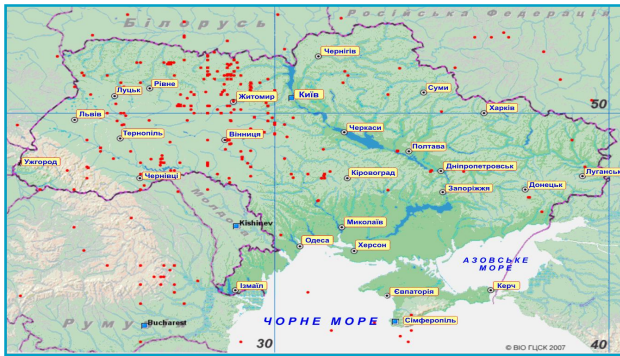 Білорусь
Російська Федерація
Чернігів
Рівне
Луцьк
Київ
Суми
Житомир
Харків
50
Львів
Черкаси
Тернопіль
Вінниця
Полтава
Ужгород
Дніпропетровськ
Чернівці
Кіровоград
Луганськ
Запоріжжя
Донецьк
Молдова
Kishinev
Миколаїв
Одеса
Херсон
АЗОВСЬКЕ
МОРЕ
Ізмаїл
Євпаторія
Керч
Руму
Bucharest
ЧОРНЕ МОРЕ
Сімферопіль
30
40
© ВІО ГЦСК 2007